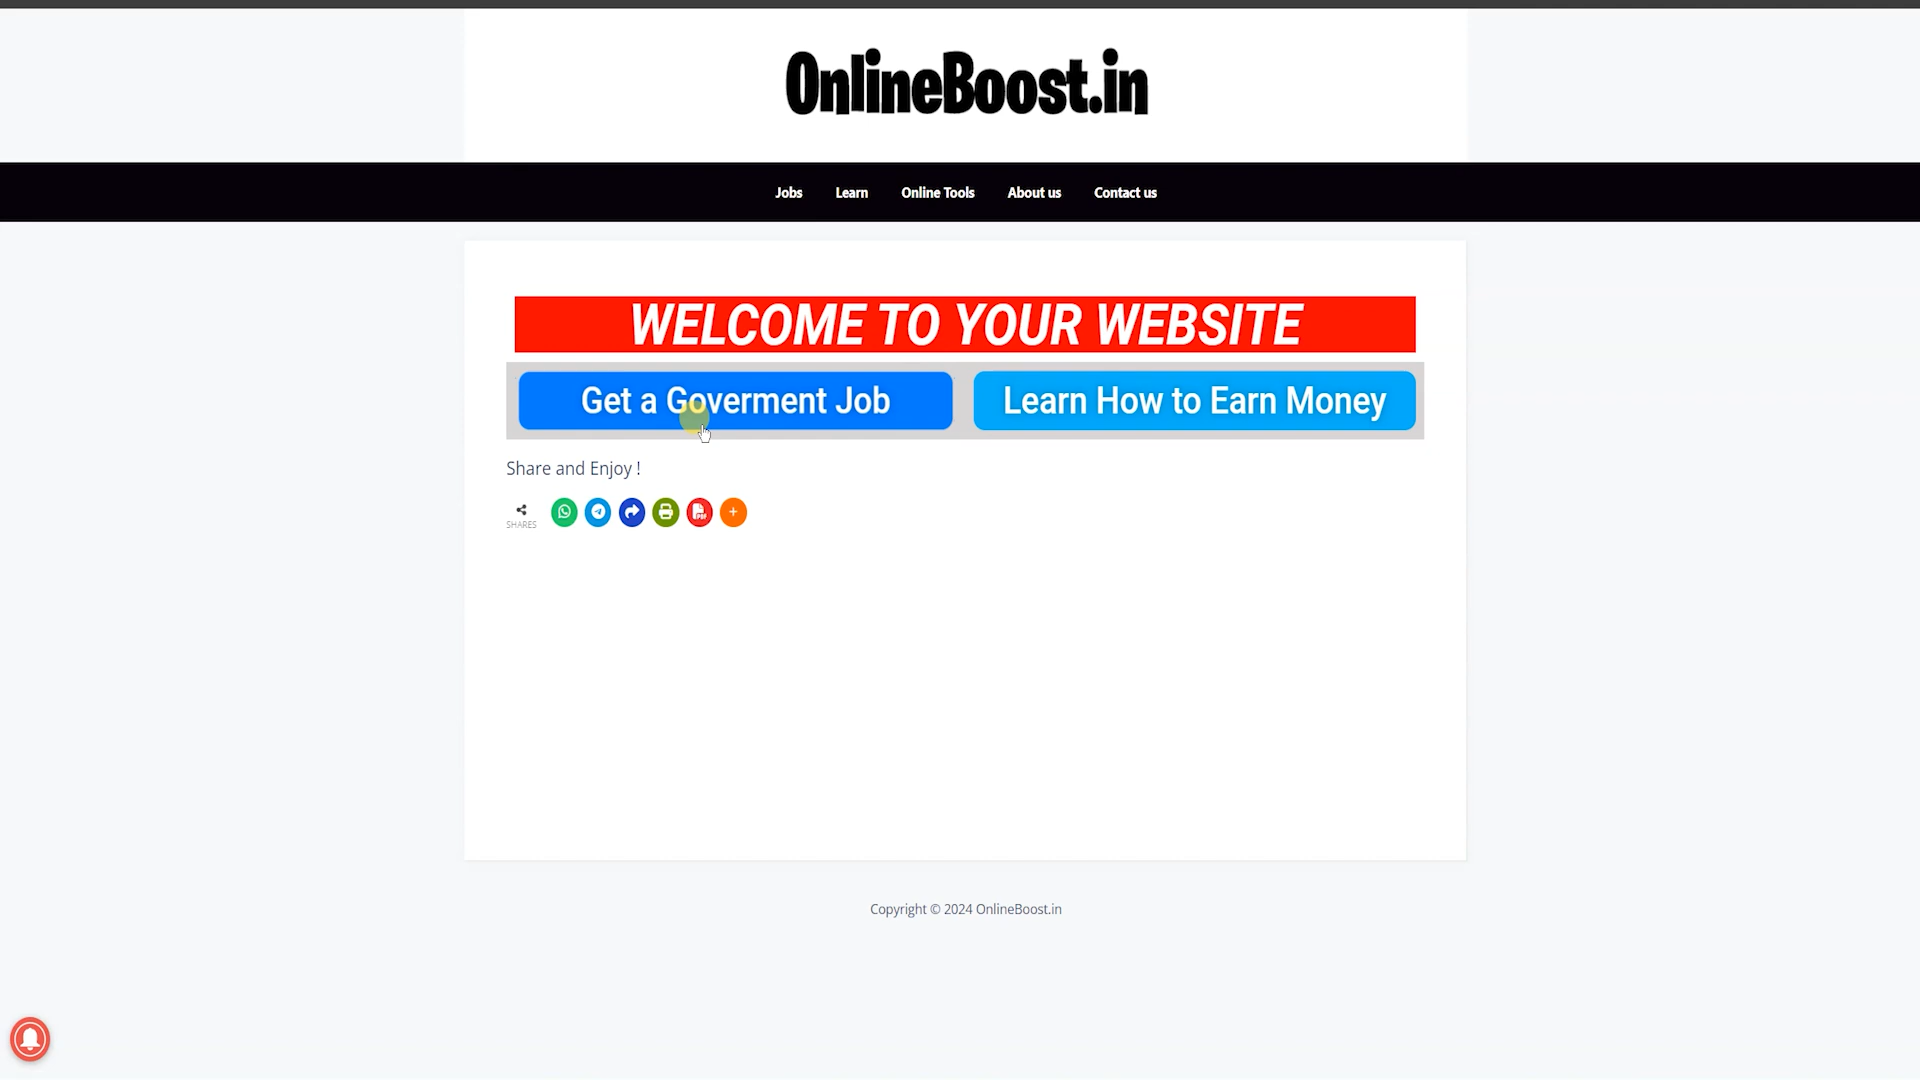 OnlineBoost.in
Jobs Learn Online Tools About us Contact us
WELCOME TO YOUR WEBSITE
Get a Goverment Job Learn How to Earn Money
Share and Enjoy !
SHARES
PDF
Copyright © 2024 OnlineBoost.in